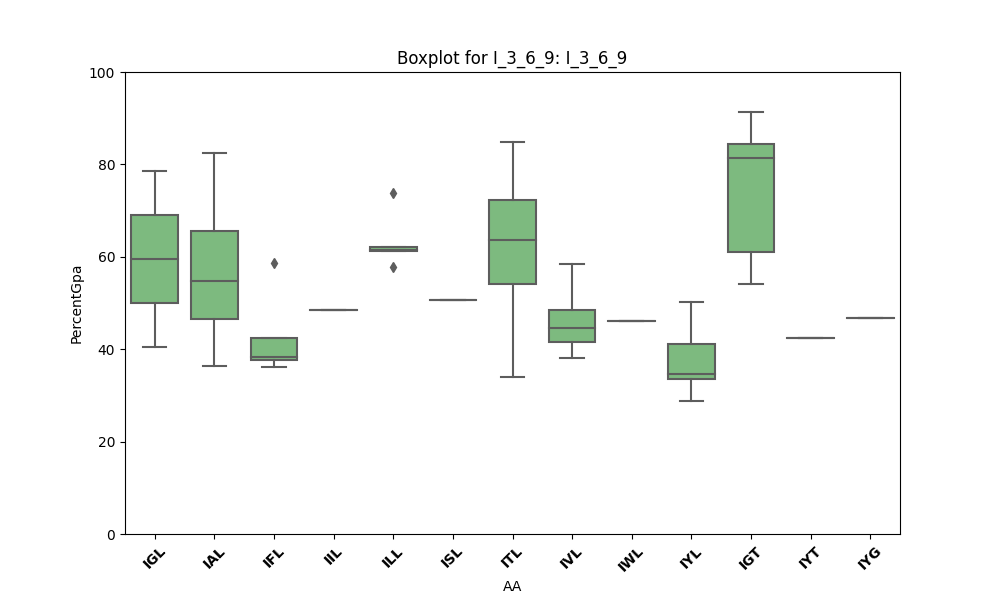 Boxplot for I_3_6_9: I_3_6_9
100
80
60
40
20
0
PercentGpa
IGL
IAL
IFL
IIL
ILL
ISL
ITL
IVL
IWL
IYL
IGT
IYT
IYG
AA